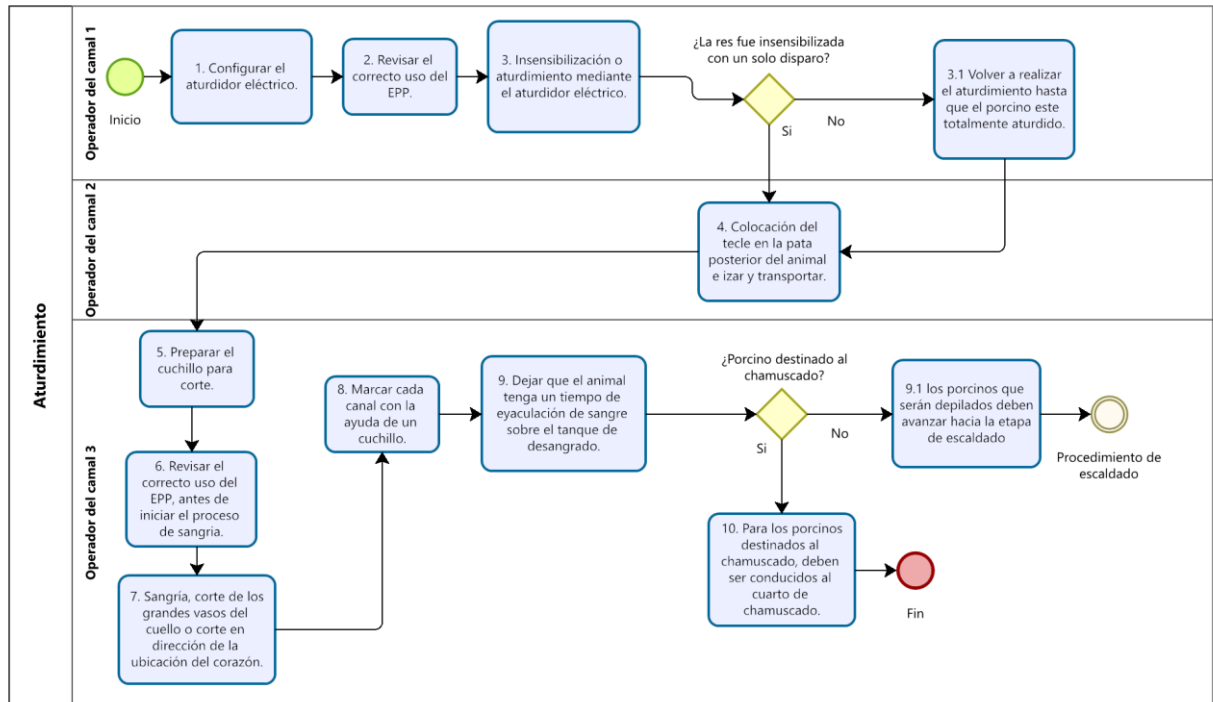 Aturdimiento
Operador del camal 1
Inicio
1. Configurar el
aturdidor eléctrico.
2. Revisar el
correcto uso del
EPP.
3. Insensibilización o
aturdimiento mediante
el aturdidor eléctrico.
¿La res fue insensibilizada
con un solo disparo?
Si
No
3.1 Volver a realizar
el aturdimiento hasta
que el porcino este
totalmente aturdido.
Operador del camal 2
4. Colocación del
tecle en la pata
posterior del animal
e izar y transportar.
Operador del camal 3
5. Preparar el
cuchillo para
corte.
6. Revisar el
correcto uso del
EPP, antes de
iniciar el proceso
de sangria.
7. Sangría, corte de los
grandes vasos del
cuello o corte en
dirección de la
ubicación del corazón.
8. Marcar cada
canal con la
ayuda de un
cuchillo.
9. Dejar que el animal
tenga un tiempo de
eyaculación de sangre
sobre el tanque de
desangrado.
¿Porcino destinado al
chamuscado?
Si
No
9.1 los porcinos que
serán depilados deben
avanzar hacia la etapa
de escaldado
Procedimiento de
escaldado
10. Para los porcinos
destinados al
chamuscado, deben
ser conducidos al
cuarto de
chamuscado.
Fin